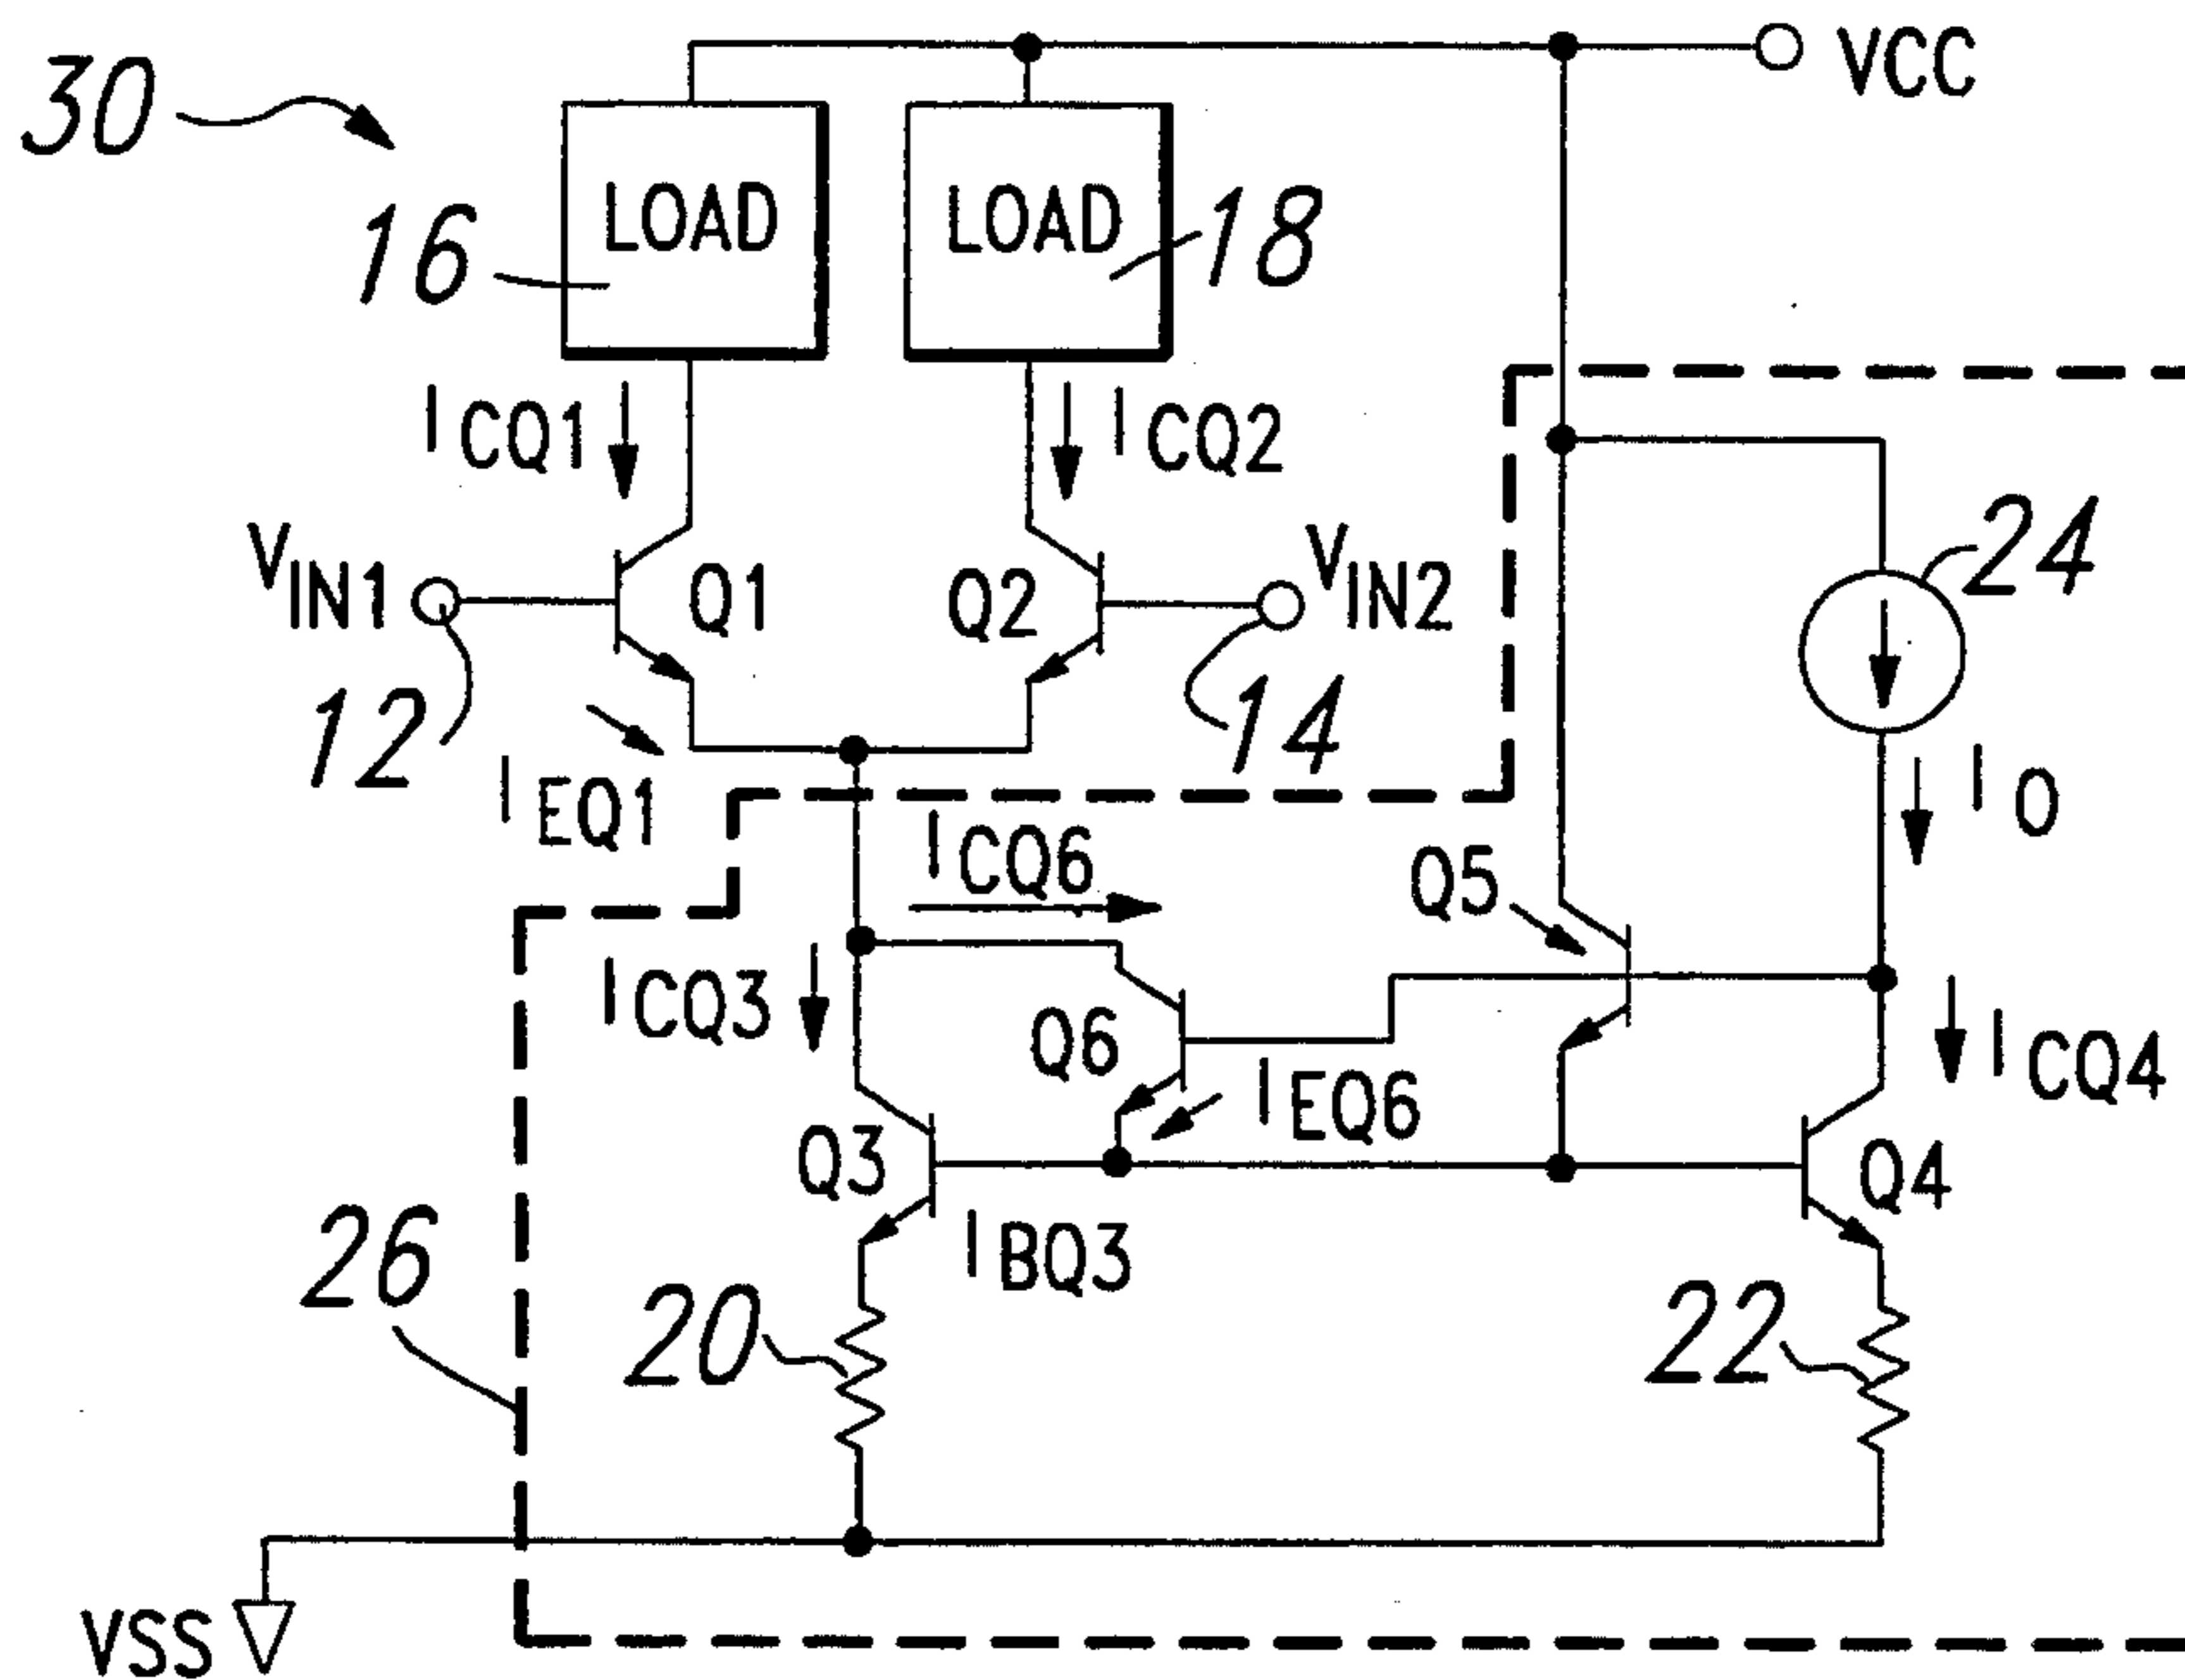 VCC
30
LOAD
LOAD
16
18
ICQ1
ICQ2
24
VIN1
Q1
Q2
VIN2
12
14
IEQ1
IO
ICQ6
Q5
ICQ3
Q6
IEQ6
ICQ4
Q3
Q4
IBQ3
26
20
22
VSS